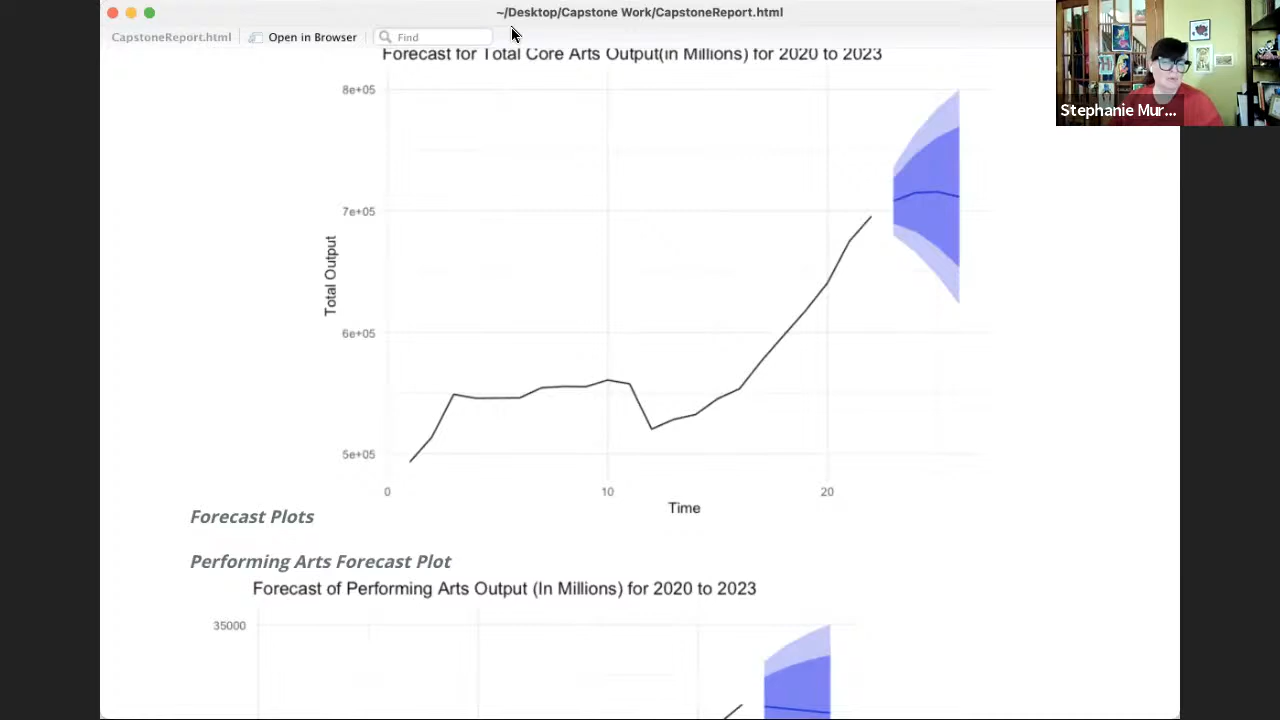 ~/Desktop/Capstone Work/CapstoneReport.html
CapstoneReport.html
Open in Browser
Find
Forecast for Total Core Arts Output(in Millions) for 2020 to 2023
Stephanie Mur...
8e+05
7e+05
6e+05
5e+05
Total Output
0
10
20
Time
Forecast Plots
Performing Arts Forecast Plot
Forecast of Performing Arts Output (In Millions) for 2020 to 2023
35000